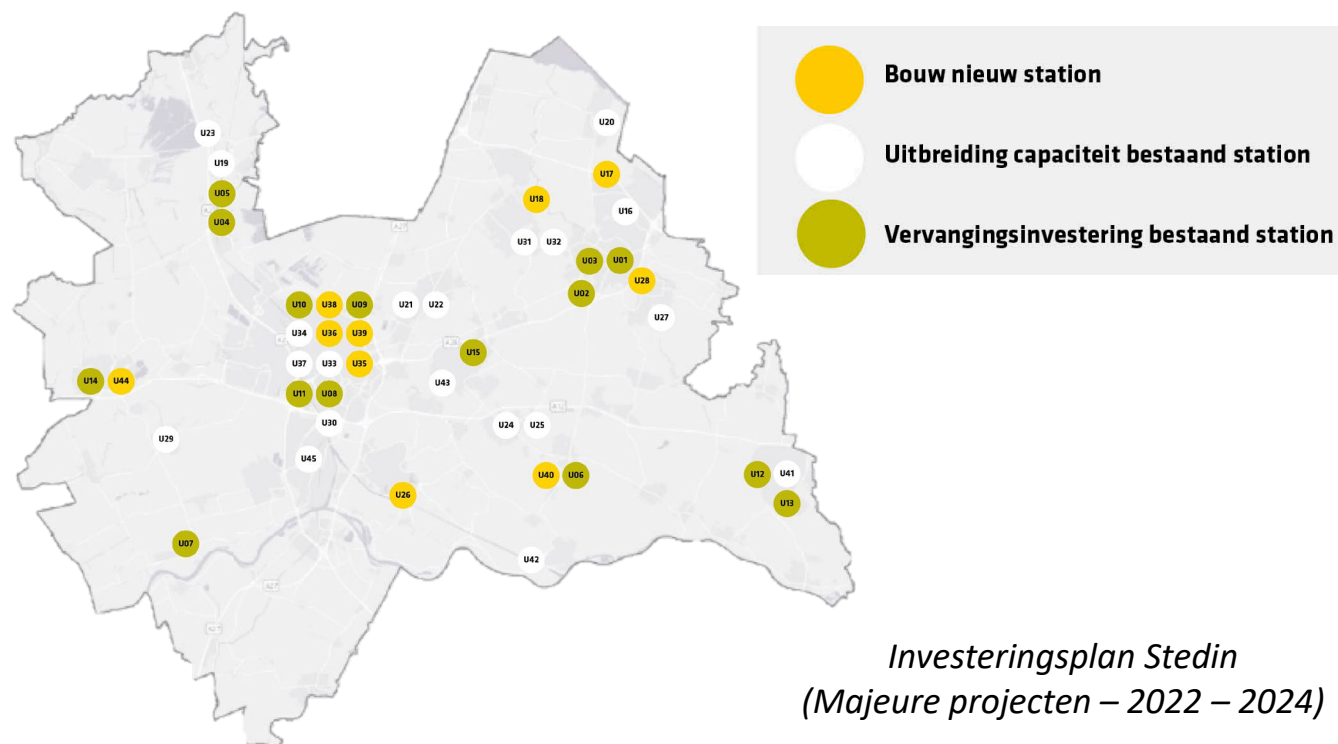 Bouw nieuw station
Uitbreiding capaciteit bestaand station
Vervangingsinvestering bestaand station
U20
U23
U19
U17
U05
U18
U16
U04
U31 U32
U03 U01
U28
U02
U10 U38 U09 U21 U22
U27
U34 U36 U39
U15
U37 U33 U35
U14 U44
U43
U11 U08
U30
U24 U25
U29
U45
U40 U06
U12 U41
U26
U13
U07
U42
A27
A27
Investeringsplan Stedin
(Majeure projecten – 2022 – 2024)